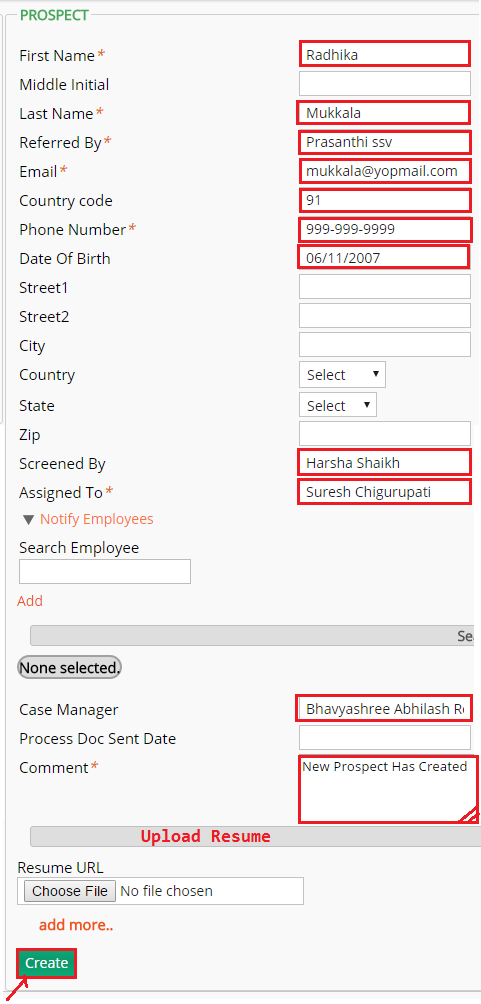 PROSPECT
First Name* Radhika
Middle Initial
Last Name* Mukkala
Referred By* Prasanthi ssv
Email* mukkala@yopmail.com
Country code 91
Phone Number* 999-999-9999
Date Of Birth 06/11/2007
Street1
Street2
City
Country Select
State Select
Zip
Screened By Harsha Shaikh
Assigned To* Suresh Chigurupati
Notify Employees
Search Employee
Add
Sea
None selected.
Case Manager Bhavyashree Abhilash Re
Process Doc Sent Date
Comment* New Prospect Has Created
Upload Resume
Resume URL
Choose File No file chosen
add more..
Create